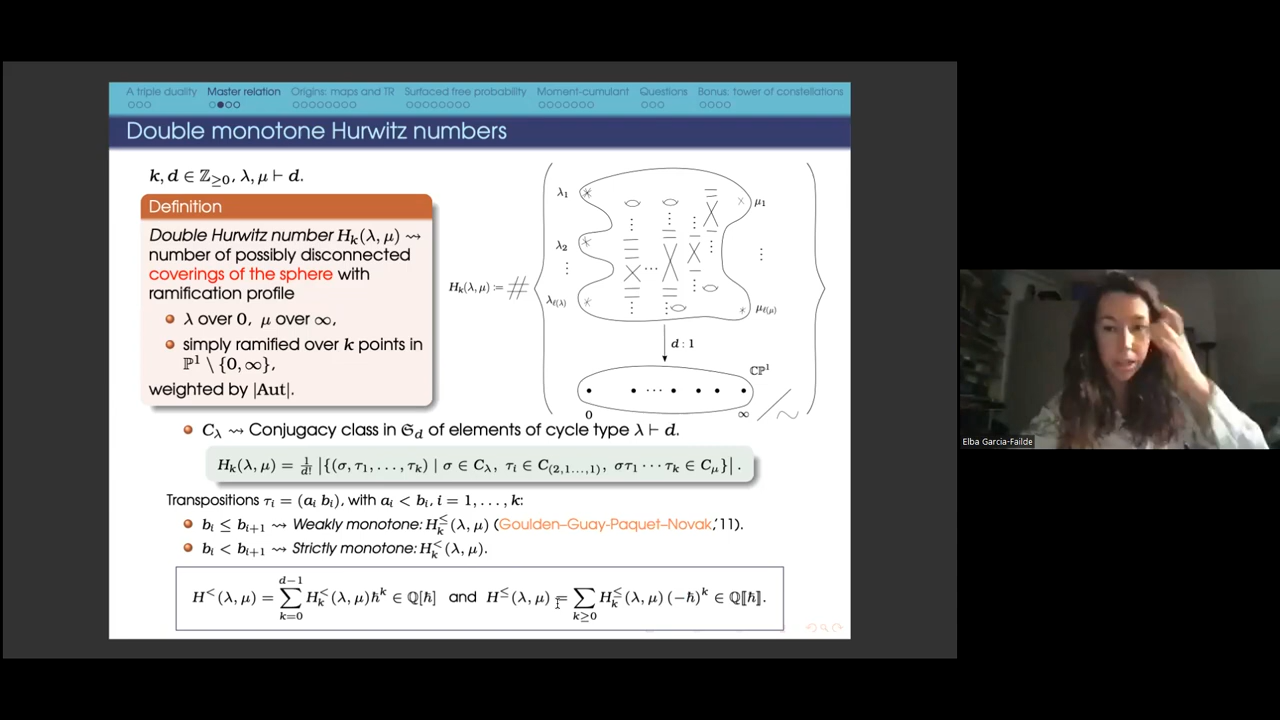 A triple duality Master relation Origins: maps and TR Surfaced free probability Moment-cumulant Questions Bonus: tower of constellations
Double monotone Hurwitz numbers
k, d ∈ ℤ≥0, λ, μ ⊢ d.
Definition
Double Hurwitz number H_k(λ, μ) ⇝
number of possibly disconnected
coverings of the sphere with
ramification profile
λ over 0, μ over ∞,
simply ramified over k points in
ℙ¹ \ {0, ∞},
weighted by |Aut|.
H_k(λ, μ) := #
λ₁
λ₂
λ_ℓ(λ)
μ₁
μ_ℓ(μ)
d : 1
ℂℙ¹
0
∞
/ ~
C_λ ⇝ Conjugacy class in 𝔖_d of elements of cycle type λ ⊢ d.
H_k(λ, μ) = 1/d! |{(σ, τ₁, . . . , τ_k) | σ ∈ C_λ, τ_i ∈ C_(2,1...,1), στ₁ · · · τ_k ∈ C_μ}| .
Transpositions τ_i = (a_i b_i), with a_i < b_i, i = 1, . . . , k:
b_i ≤ b_{i+1} ⇝ Weakly monotone: H_k^≤(λ, μ) (Goulden–Guay-Paquet–Novak,'11).
b_i < b_{i+1} ⇝ Strictly monotone: H_k^<(λ, μ).
H^<(λ, μ) = ∑_{k=0}^{d−1} H_k^<(λ, μ)ħ^k ∈ ℚ[ħ] and H^≤(λ, μ) = ∑_{k≥0} H_k^≤(λ, μ) (−ħ)^k ∈ ℚ⟦ħ⟧.
Elba Garcia-Failde